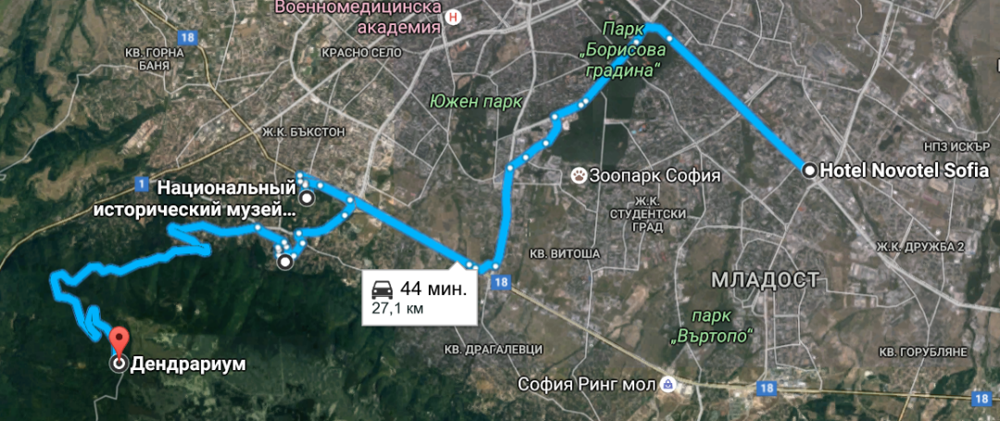 Военномедицинска
академия
H
18
КВ. ГОРНА
БАНЯ
КРАСНО СЕЛО
Парк
„Борисова
градина“
Южен парк
Ж.К. БЪКСТОН
НПЗ ИСКЪР
1
Национальный
исторический музей...
Зоопарк София
Hotel Novotel Sofia
Ж.К.
СТУДЕНТСКИ
ГРАД
КВ. ВИТОША
Ж.К. ДРУЖБА 2
18
44 мин.
27,1 км
МЛАДОСТ
парк
„Въртопо“
Дендрариум
КВ. ДРАГАЛЕВЦИ
КВ. ГОРУБЛЯНЕ
София Ринг мол
18
18